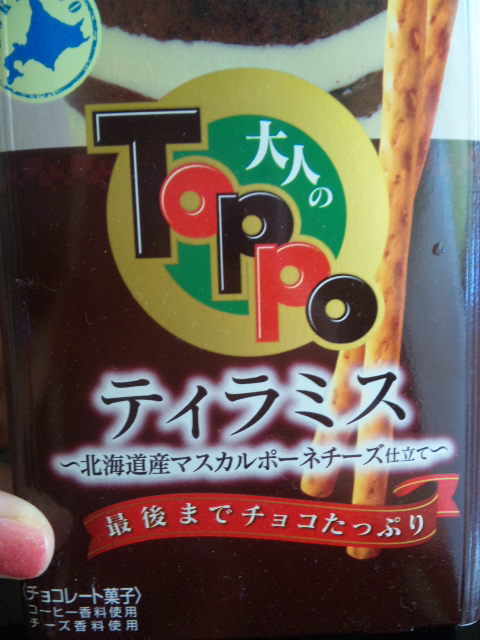 大人の
Toppo
ティラミス
～北海道産マスカルポーネチーズ仕立て～
最後までチョコたっぷり
〈チョコレート菓子〉
コーヒー香料使用
チーズ香料使用